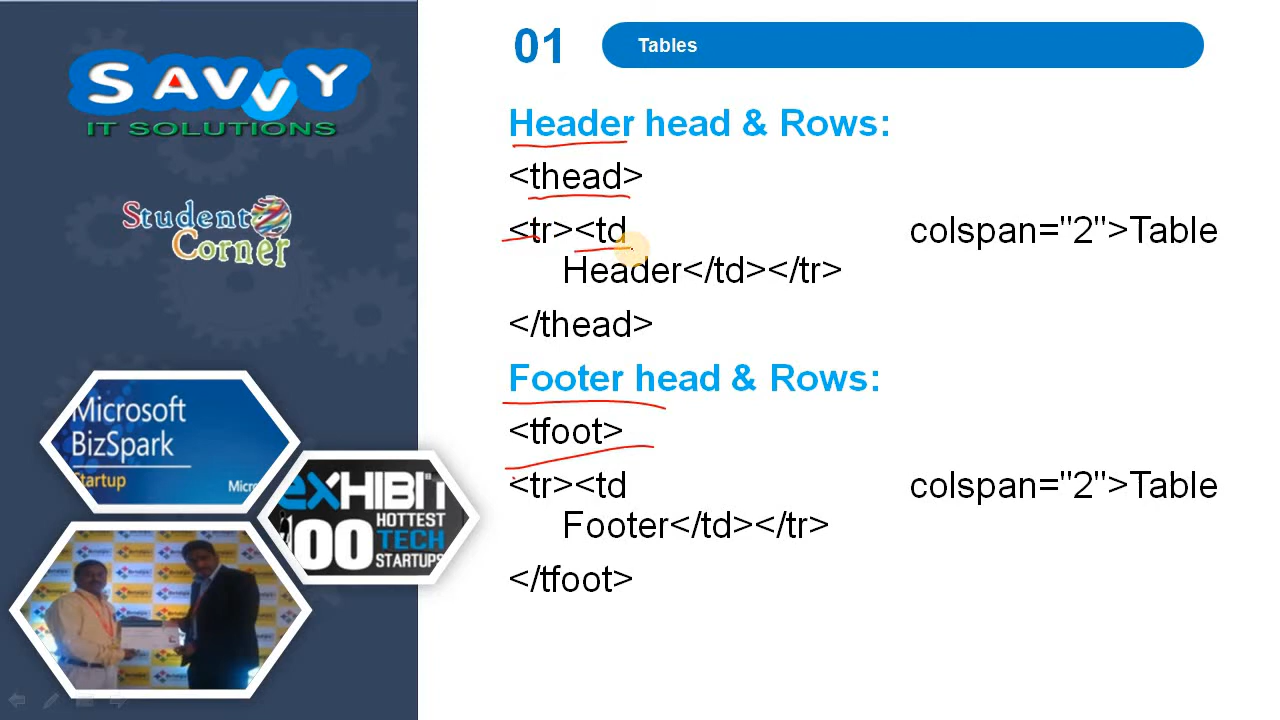 SAVVY
IT SOLUTIONS
Student
Corner
Microsoft
BizSpark
Startup
Micr
EXHIBIT
100
HOTTEST
TECH
STARTUPS
01
Tables
Header head & Rows:
<thead>
<tr><td colspan="2">Table
Header</td></tr>
</thead>
Footer head & Rows:
<tfoot>
<tr><td colspan="2">Table
Footer</td></tr>
</tfoot>